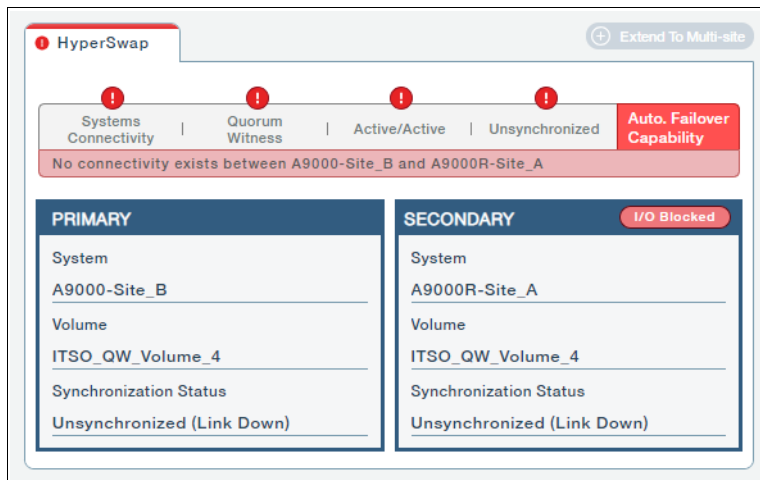 HyperSwap
Extend To Multi-site
Systems Connectivity | Quorum Witness | Active/Active | Unsynchronized
Auto. Failover Capability
No connectivity exists between A9000-Site_B and A9000R-Site_A
PRIMARY
System
A9000-Site_B
Volume
ITSO_QW_Volume_4
Synchronization Status
Unsynchronized (Link Down)
SECONDARY
I/O Blocked
System
A9000R-Site_A
Volume
ITSO_QW_Volume_4
Synchronization Status
Unsynchronized (Link Down)